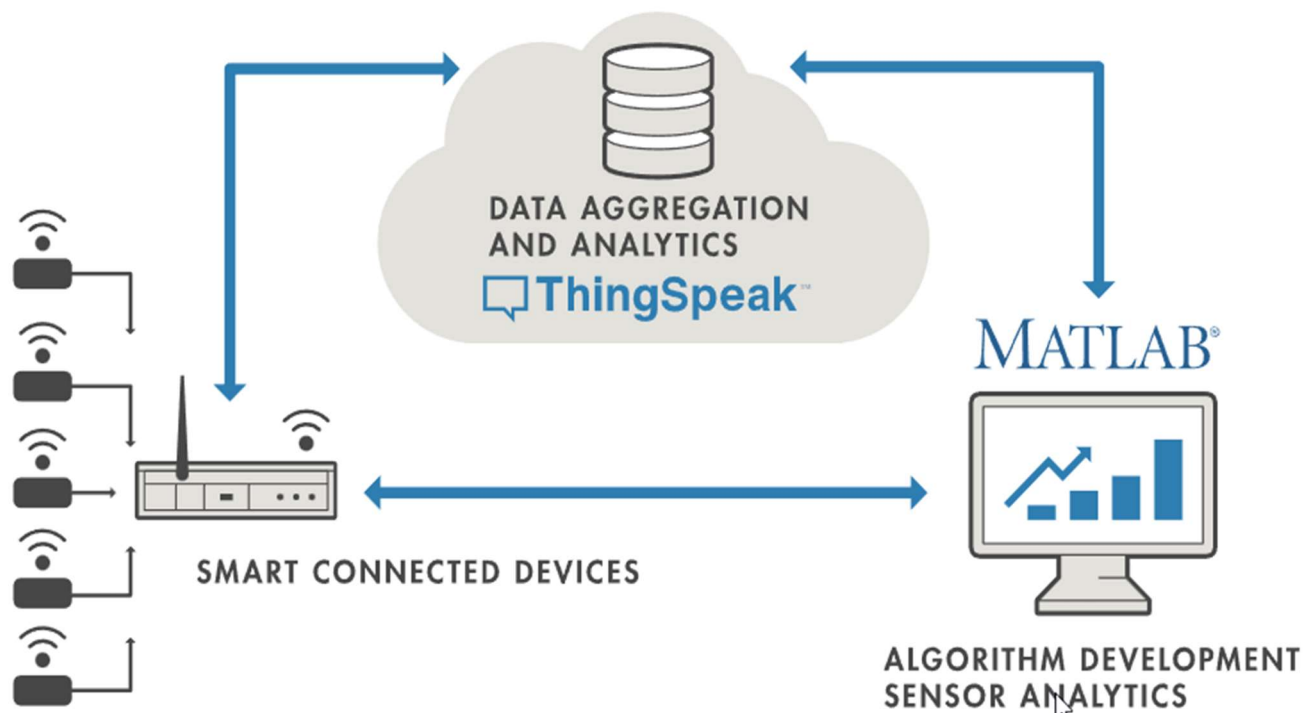 DATA AGGREGATION
AND ANALYTICS
ThingSpeak™
MATLAB®
SMART CONNECTED DEVICES
ALGORITHM DEVELOPMENT
SENSOR ANALYTICS